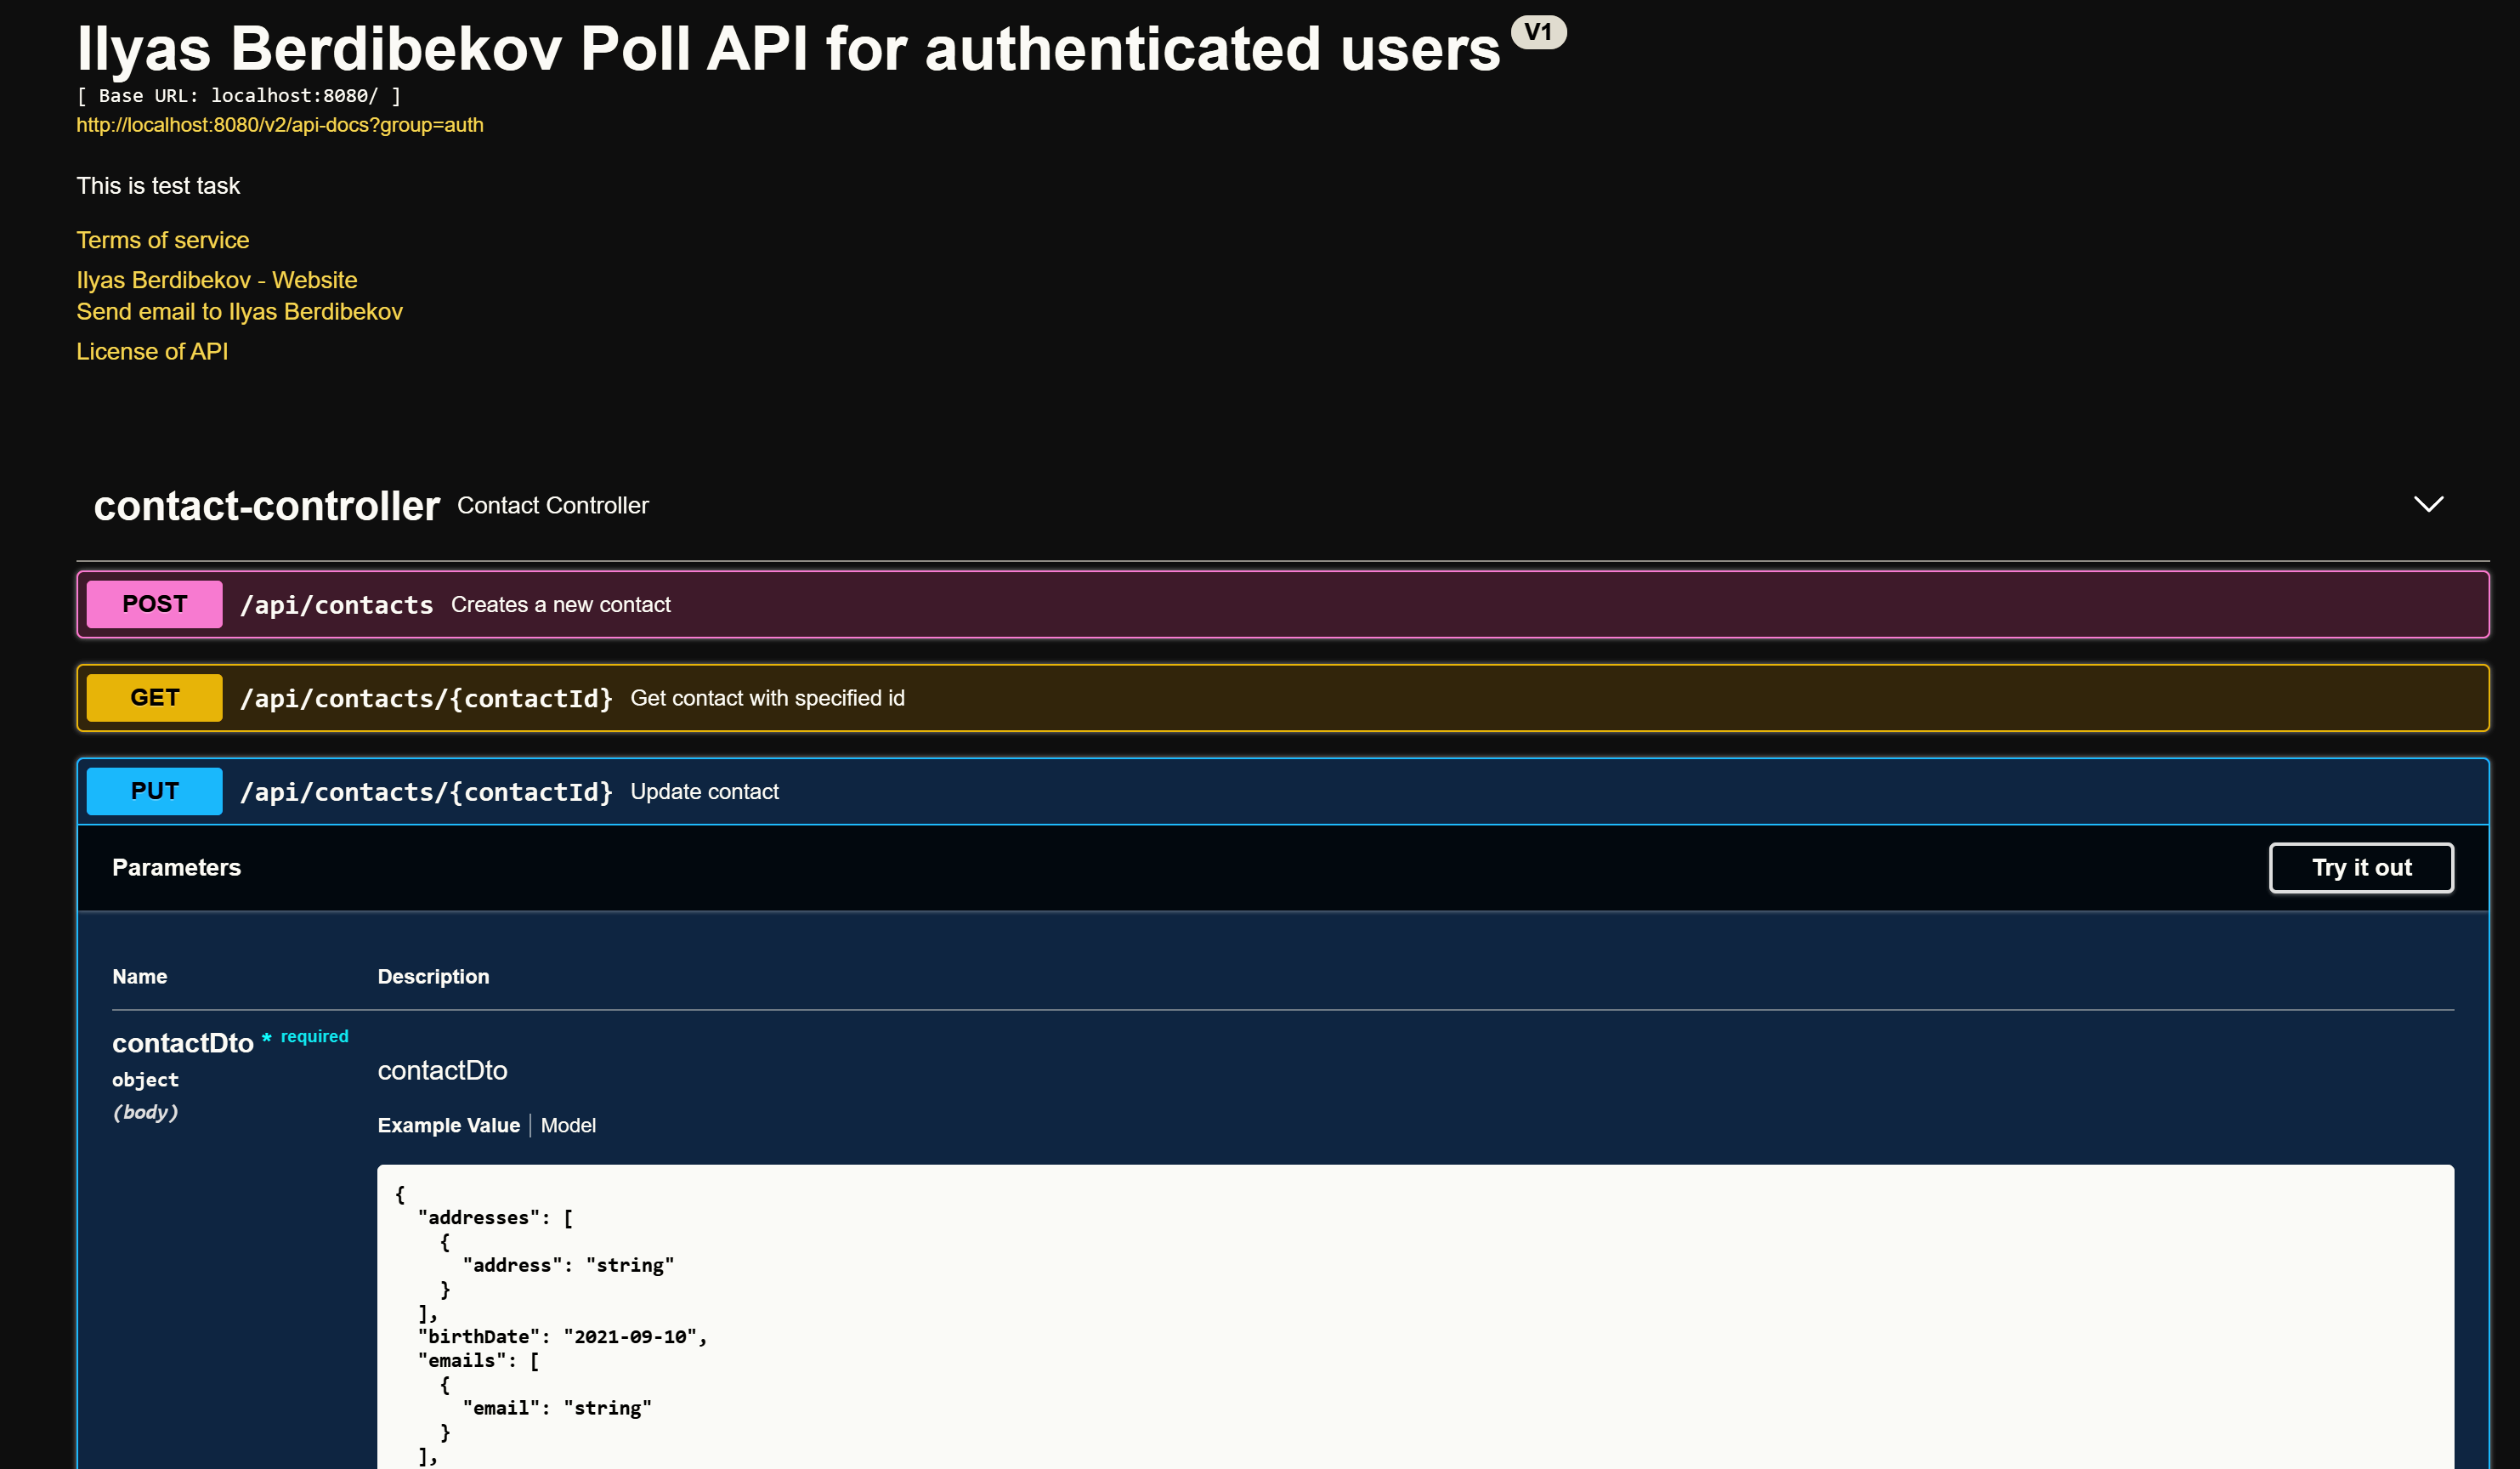 Ilyas Berdibekov Poll API for authenticated users V1
[ Base URL: localhost:8080/ ]
http://localhost:8080/v2/api-docs?group=auth
This is test task
Terms of service
Ilyas Berdibekov - Website
Send email to Ilyas Berdibekov
License of API
contact-controller Contact Controller
POST /api/contacts Creates a new contact
GET /api/contacts/{contactId} Get contact with specified id
PUT /api/contacts/{contactId} Update contact
Parameters Try it out
Name Description
contactDto * required
object
(body)
contactDto
Example Value | Model
{
  "addresses": [
    {
      "address": "string"
    }
  ],
  "birthDate": "2021-09-10",
  "emails": [
    {
      "email": "string"
    }
  ],